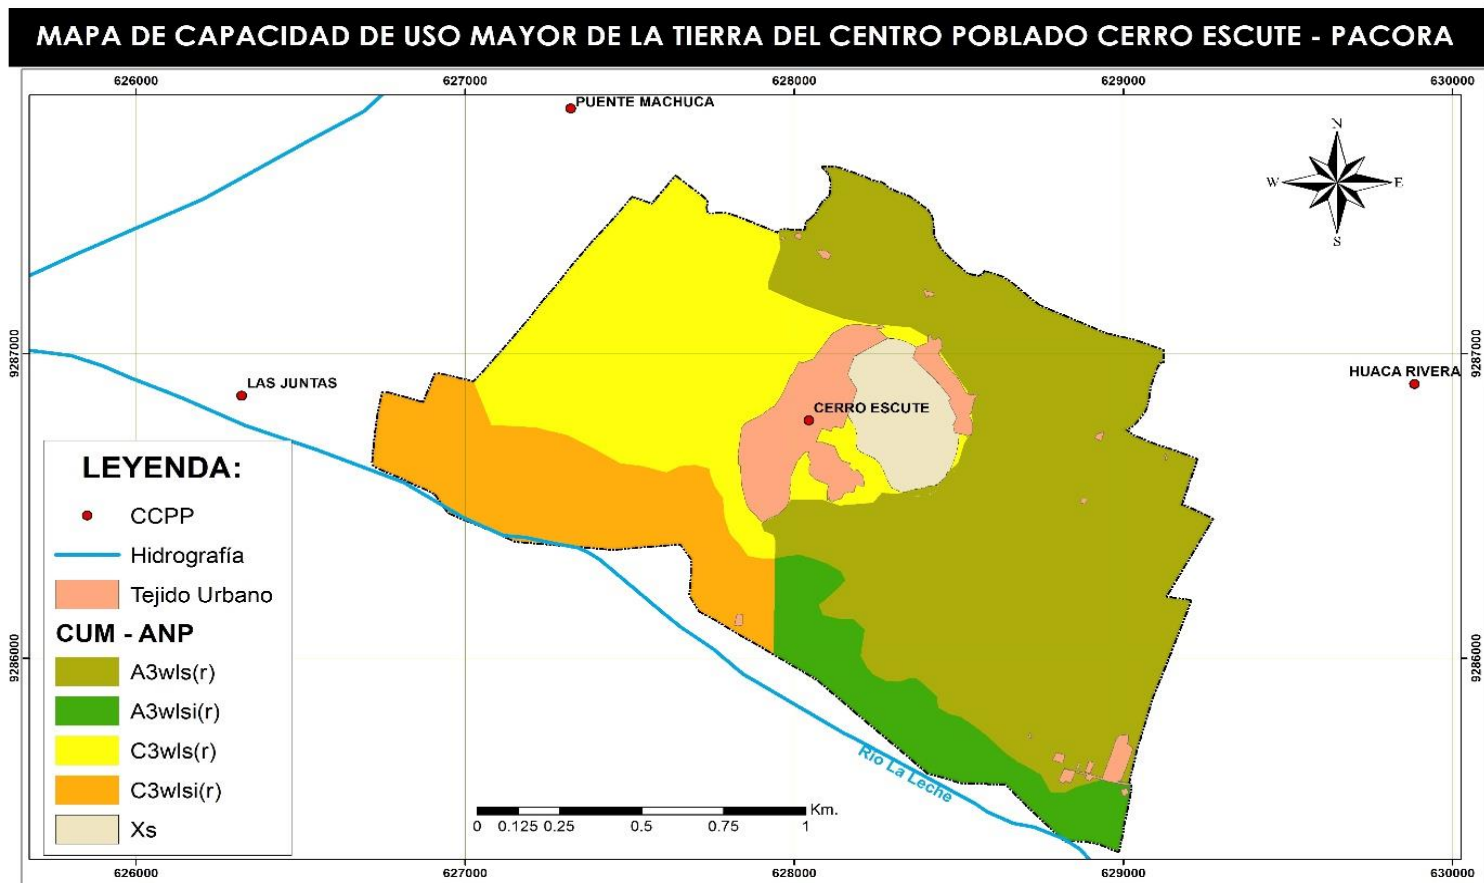 MAPA DE CAPACIDAD DE USO MAYOR DE LA TIERRA DEL CENTRO POBLADO CERRO ESCUTE - PACORA
626000 627000 628000 629000 630000
PUENTE MACHUCA
N
W E
S
9287000 9287000
HUACA RIVERA
LAS JUNTAS
CERRO ESCUTE
LEYENDA:
CCPP
Hidrografía
Tejido Urbano
CUM - ANP
9286000 9286000
A3wls(r)
A3wlsi(r)
C3wls(r)
C3wlsi(r)
Xs
Rio La Leche
Km.
0 0.125 0.25 0.5 0.75 1
626000 627000 628000 629000 630000